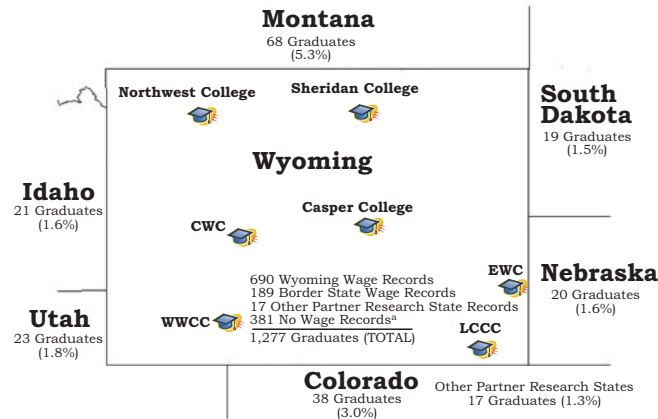 Montana
68 Graduates
(5.3%)
Northwest College
Sheridan College
South
Dakota
19 Graduates
(1.5%)
Wyoming
Idaho
21 Graduates
(1.6%)
CWC
Casper College
690 Wyoming Wage Records
189 Border State Wage Records
17 Other Partner Research State Records
381 No Wage Recordsᵃ
1,277 Graduates (TOTAL)
EWC
Nebraska
20 Graduates
(1.6%)
Utah
23 Graduates
(1.8%)
WWCC
LCCC
Colorado
38 Graduates
(3.0%)
Other Partner Research States
17 Graduates (1.3%)